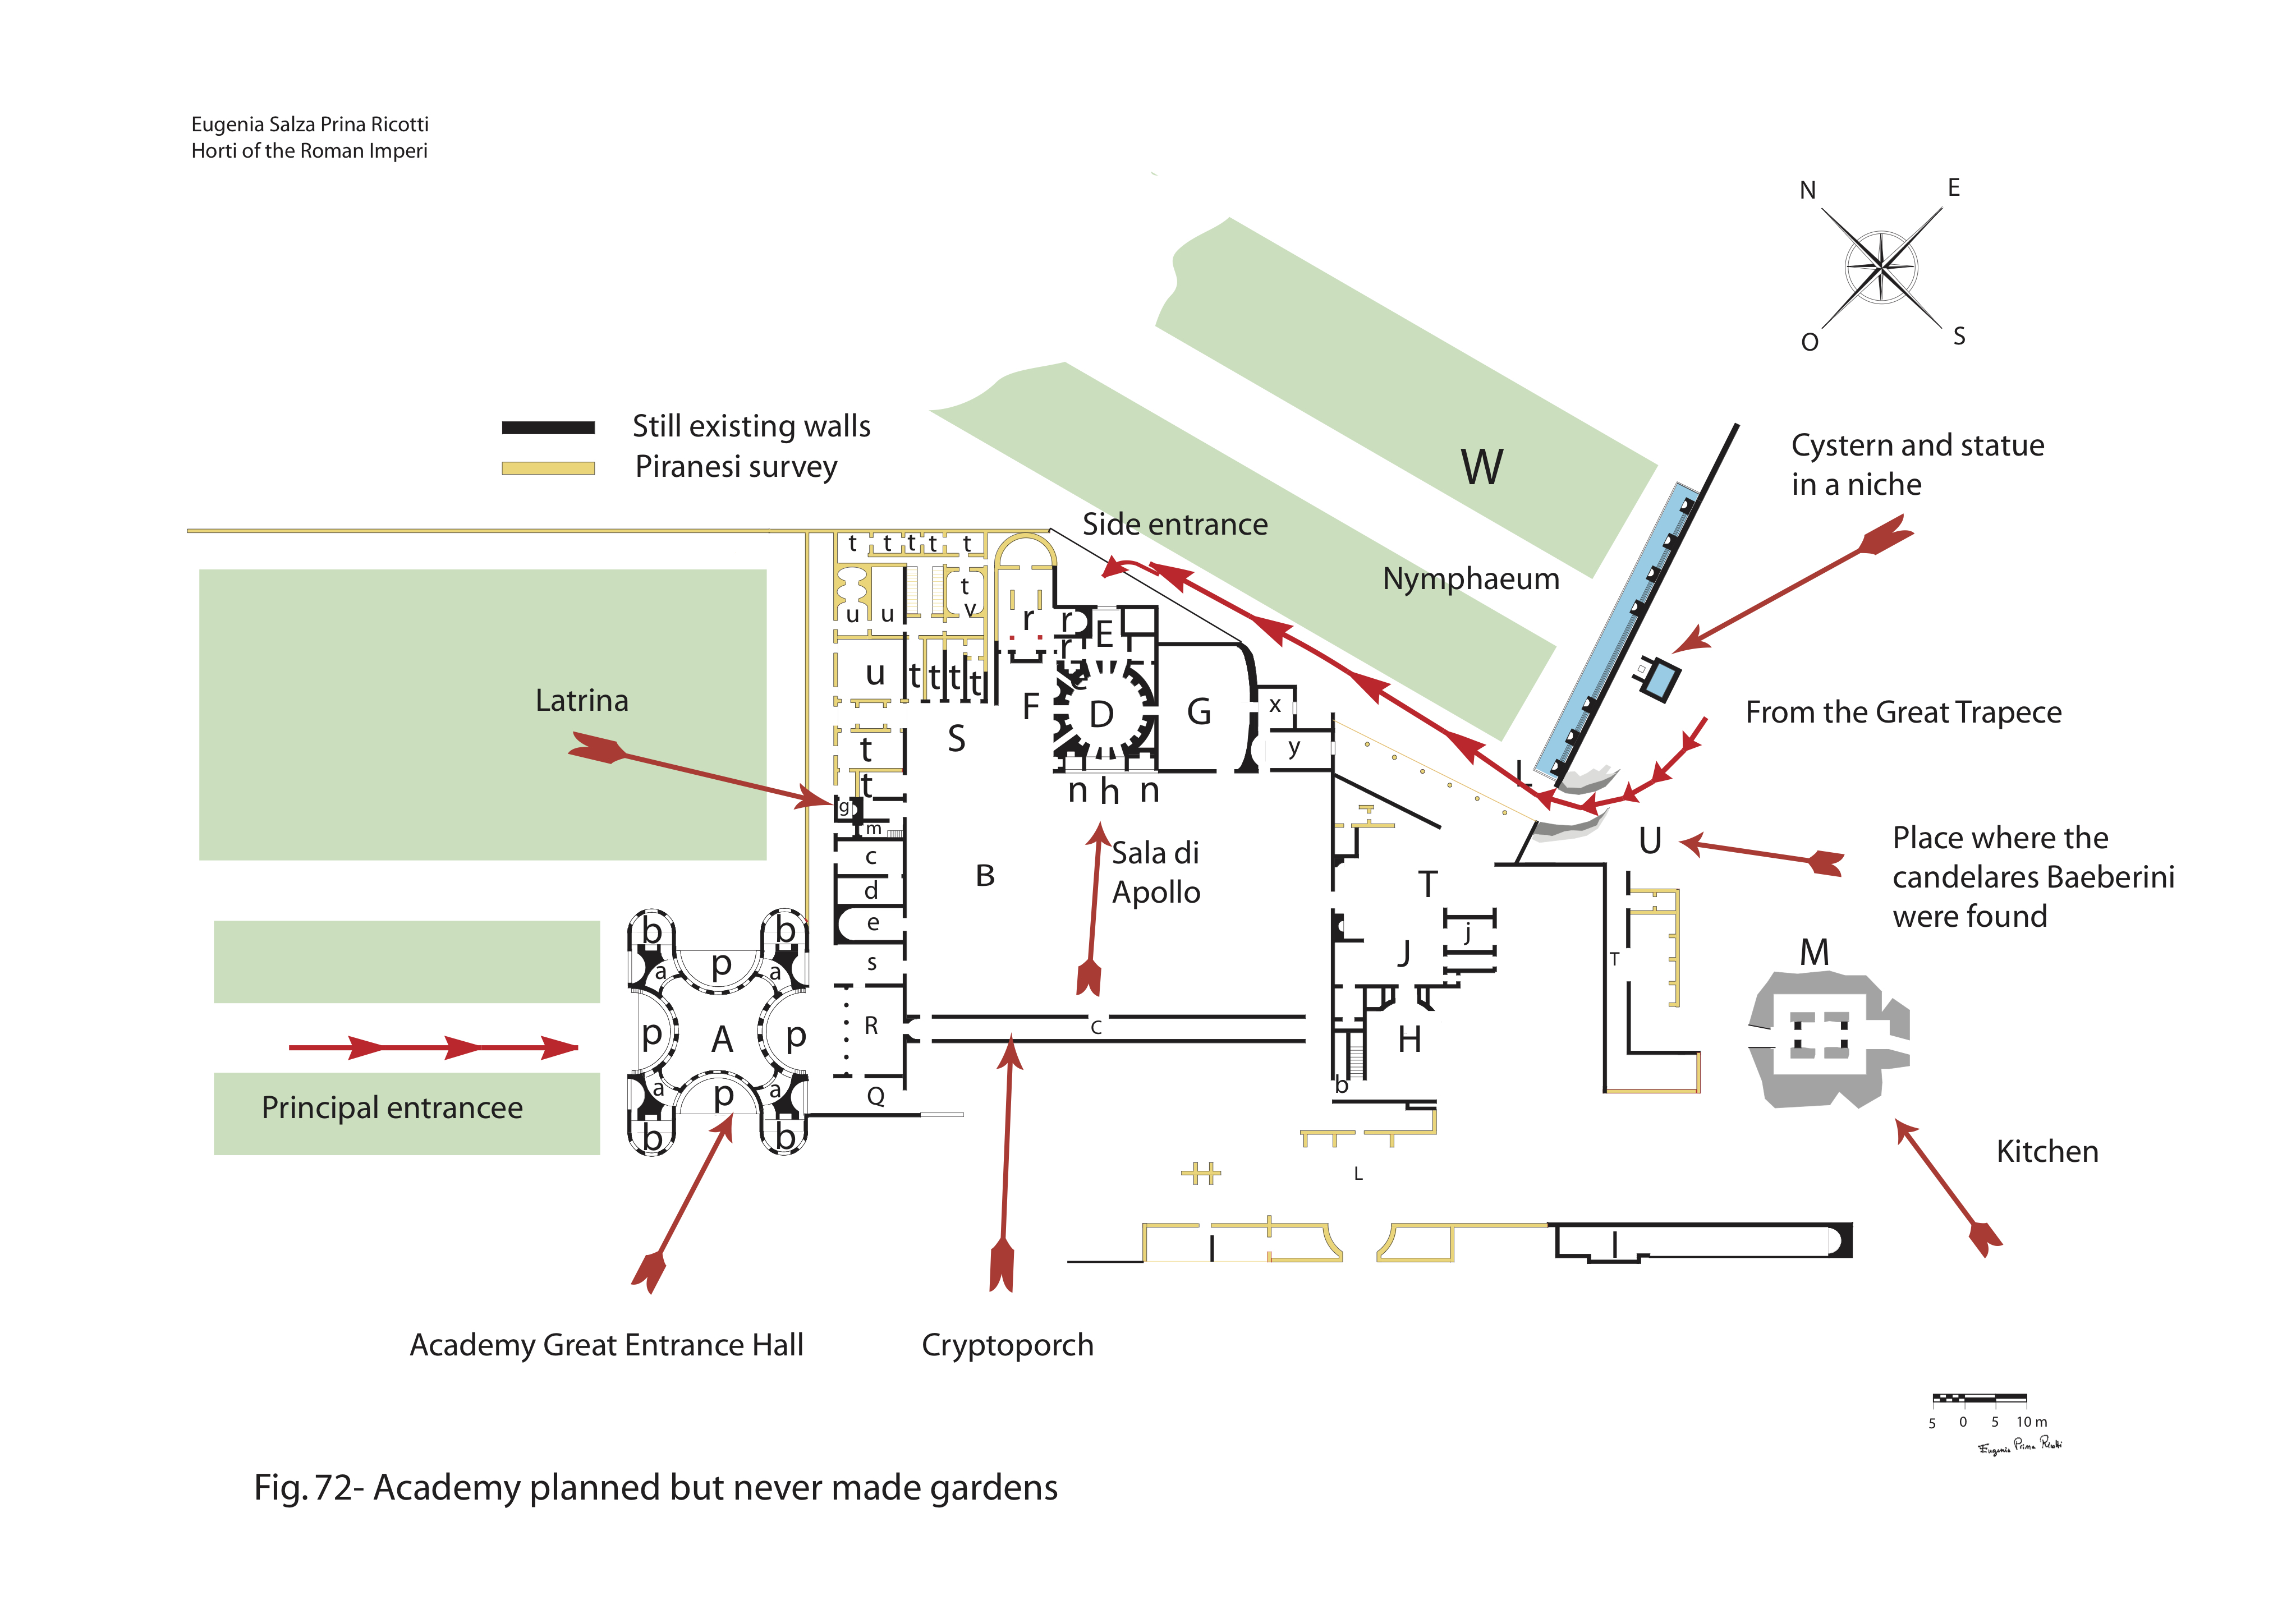 Eugenia Salza Prina Ricotti
Horti of the Roman Imperi
N
E
O
S
Still existing walls
Piranesi survey
W
Cystern and statue
in a niche
Side entrance
Nymphaeum
t
t
t
t
t
t
v
u
u
r
r
r
E
Latrina
u
t
t
t
t
F
c
D
G
x
From the Great Trapece
S
y
t
n
h
n
t
L
g
m
Sala di
Apollo
U
Place where the
candelares Baeberini
were found
c
d
B
T
e
j
b
b
s
J
T
M
a
p
a
p
A
p
R
C
H
Principal entrancee
a
p
a
Q
b
b
b
L
Kitchen
Academy Great Entrance Hall
Cryptoporch
5
0
5
10 m
Eugenia Prina Ricotti
Fig. 72- Academy planned but never made gardens